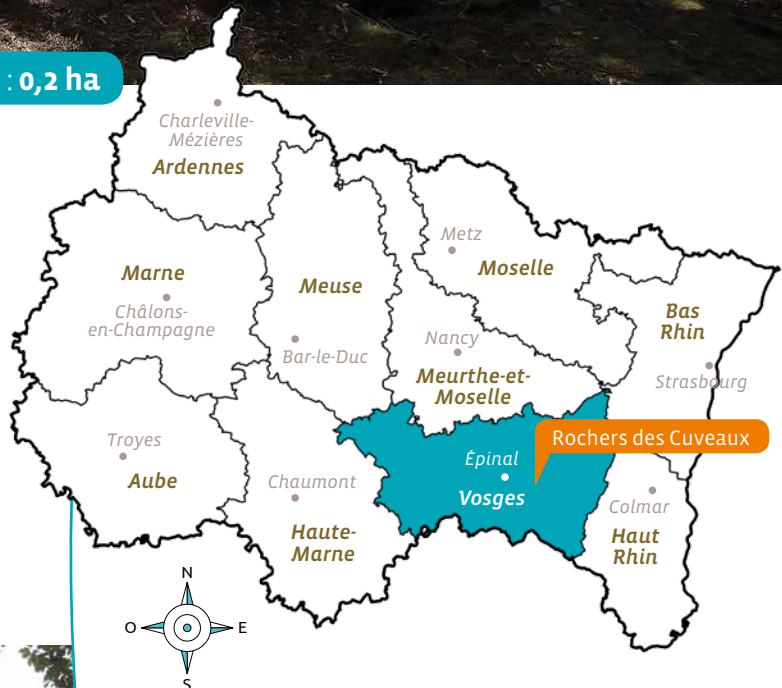 : 0,2 ha
Charleville-
Mézières
Ardennes
Metz
Moselle
Marne
Châlons-
en-Champagne
Meuse
Bar-le-Duc
Nancy
Meurthe-et-
Moselle
Bas
Rhin
Strasbourg
Rochers des Cuveaux
Troyes
Aube
Chaumont
Haute-
Marne
Épinal
Vosges
Colmar
Haut
Rhin
N
O
E
S